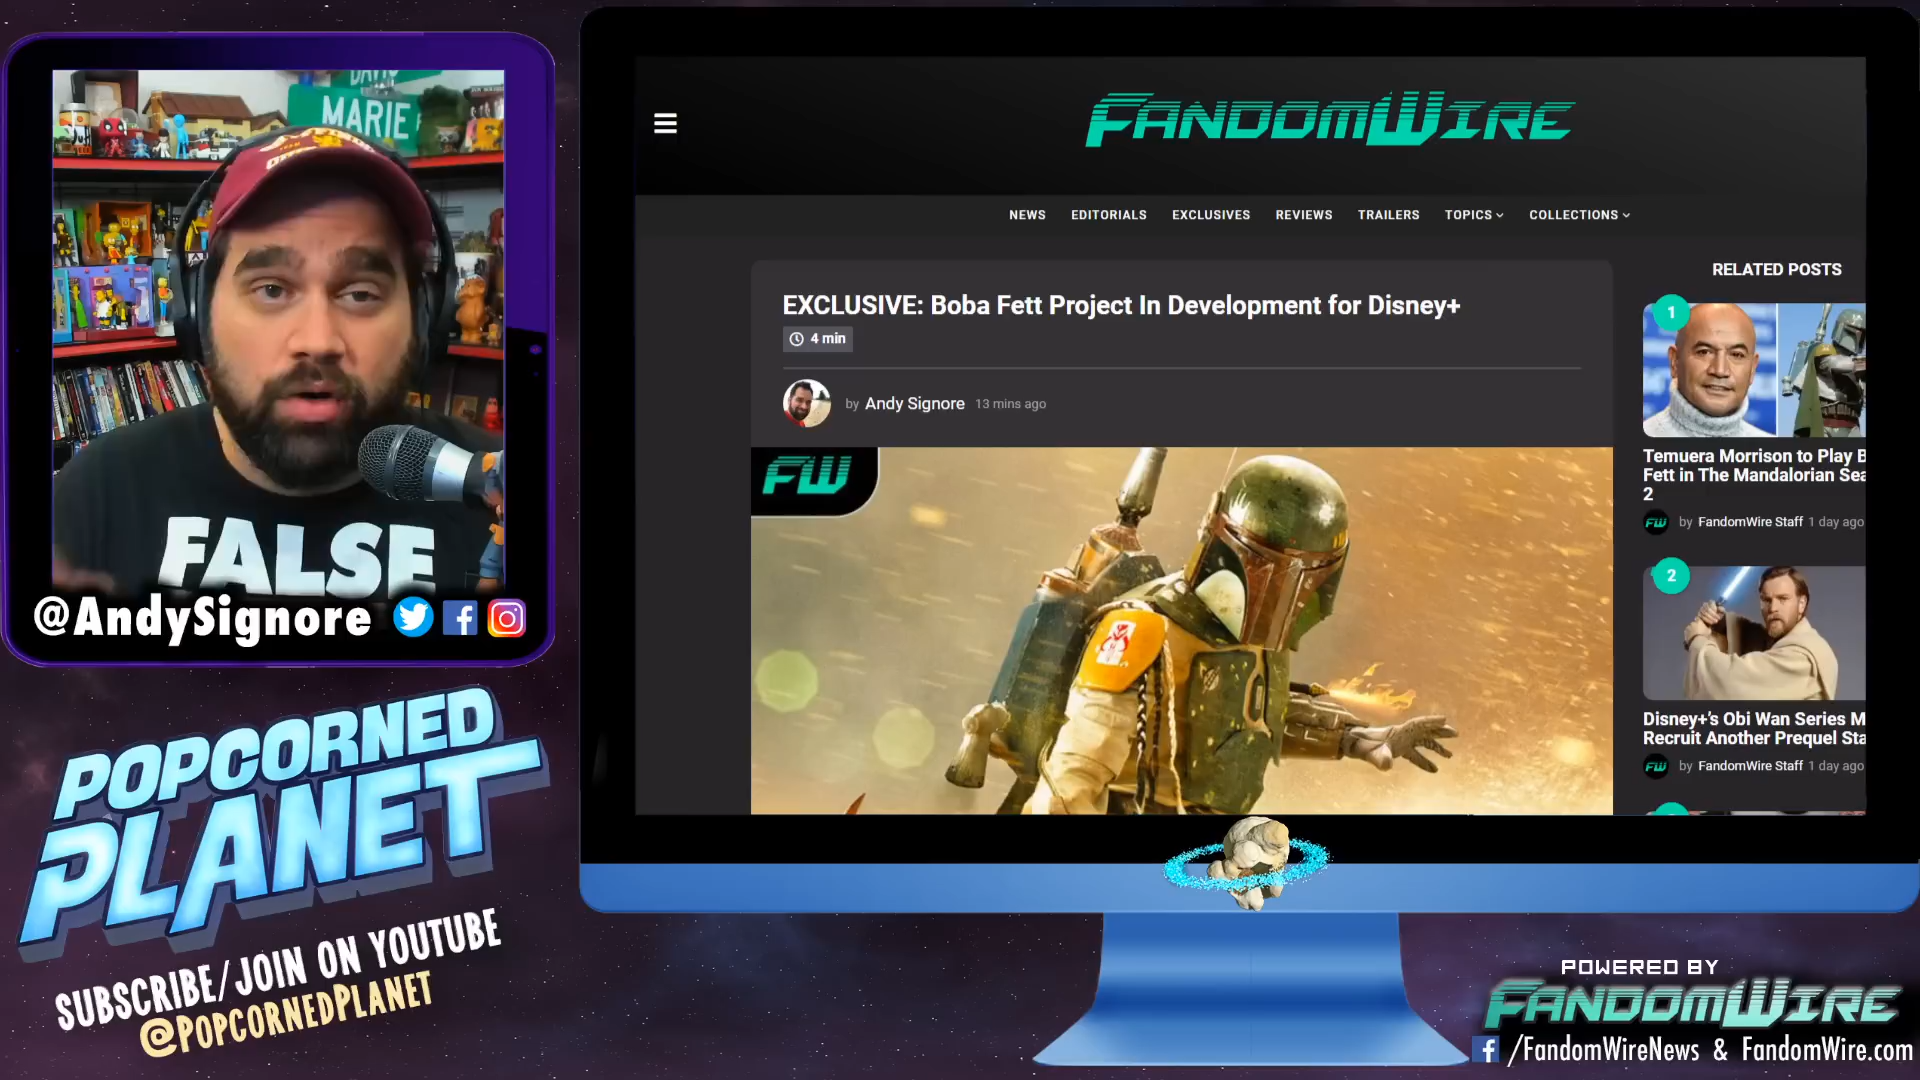 DAVIS
MARIE
FALSE
@AndySignore
POPCORNED
PLANET
SUBSCRIBE/JOIN ON YOUTUBE
@POPCORNEDPLANET
FANDOMWIRE
NEWS EDITORIALS EXCLUSIVES REVIEWS TRAILERS TOPICS COLLECTIONS
EXCLUSIVE: Boba Fett Project In Development for Disney+
4 min
by Andy Signore 13 mins ago
FW
RELATED POSTS
1
Temuera Morrison to Play B
Fett in The Mandalorian Sea
2
FW by FandomWire Staff 1 day ago
2
Disney+'s Obi Wan Series M
Recruit Another Prequel Sta
FW by FandomWire Staff 1 day ago
POWERED BY
FANDOMWIRE
/FandomWireNews & FandomWire.com